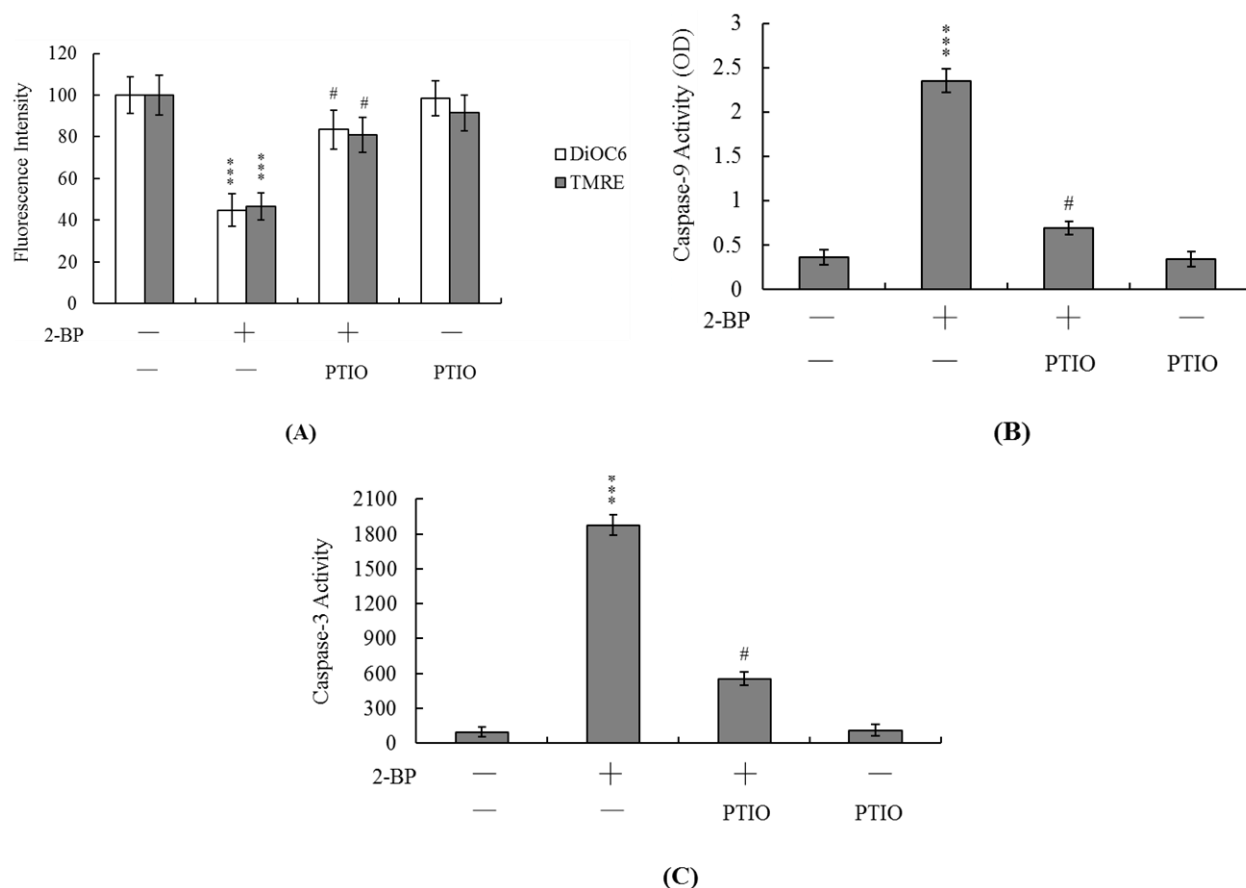 Fluorescence Intensity
120
100
80
60
40
20
0
***
***
#
#
DiOC6
TMRE
2-BP — + + —
— — PTIO PTIO
(A)
Caspase-9 Activity (OD)
3
2.5
2
1.5
1
0.5
0
***
#
2-BP — + + —
— — PTIO PTIO
(B)
Caspase-3 Activity
2100
1800
1500
1200
900
600
300
0
***
#
2-BP — + + —
— — PTIO PTIO
(C)